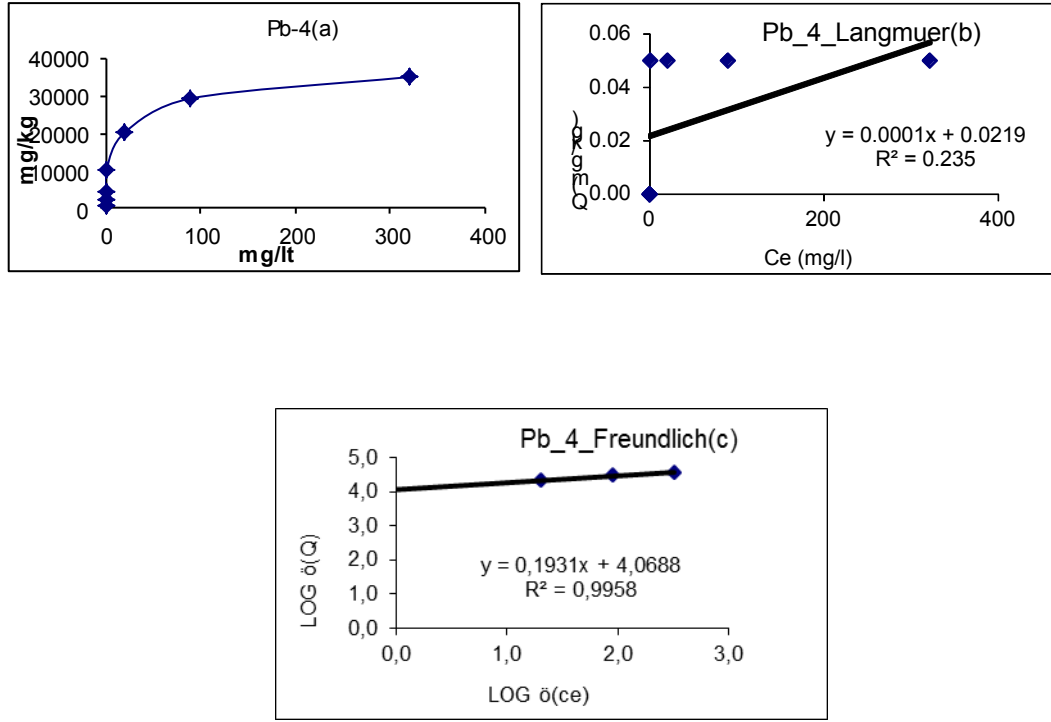 Pb-4(a)
40000
30000
20000
10000
0
mg/kg
0 100 200 300 400
mg/lt
Pb_4_Langmuer(b)
0.06
0.04
0.02
0.00
Q(mg/kg)
y = 0.0001x + 0.0219
R² = 0.235
0 200 400
Ce (mg/l)
Pb_4_Freundlich(c)
5,0
4,0
3,0
2,0
1,0
0,0
LOG ö(Q)
y = 0,1931x + 4,0688
R² = 0,9958
0,0 1,0 2,0 3,0
LOG ö(ce)